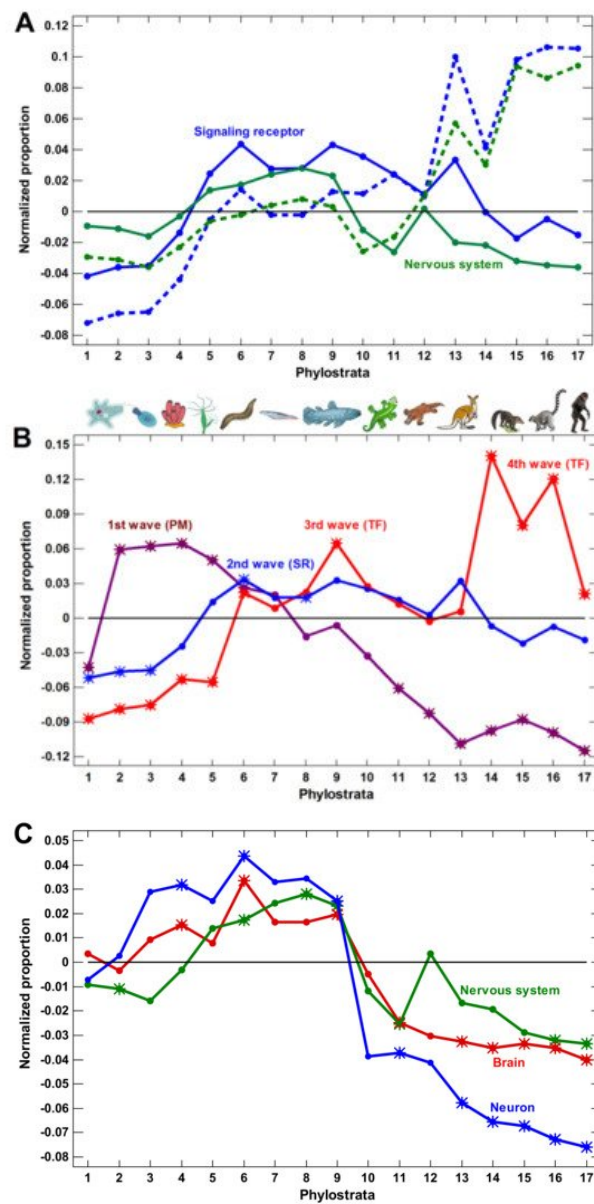 A
0.12
0.1
0.08
0.06
0.04
0.02
0
-0.02
-0.04
-0.06
-0.08
Normalized proportion
Signaling receptor
Nervous system
1 2 3 4 5 6 7 8 9 10 11 12 13 14 15 16 17
Phylostrata
B
0.15
0.12
0.09
0.06
0.03
0
-0.03
-0.06
-0.09
-0.12
Normalized proportion
4th wave (TF)
1st wave (PM)
3rd wave (TF)
2nd wave (SR)
1 2 3 4 5 6 7 8 9 10 11 12 13 14 15 16 17
Phylostrata
C
0.05
0.04
0.03
0.02
0.01
0
-0.01
-0.02
-0.03
-0.04
-0.05
-0.06
-0.07
-0.08
Normalized proportion
Nervous system
Brain
Neuron
1 2 3 4 5 6 7 8 9 10 11 12 13 14 15 16 17
Phylostrata